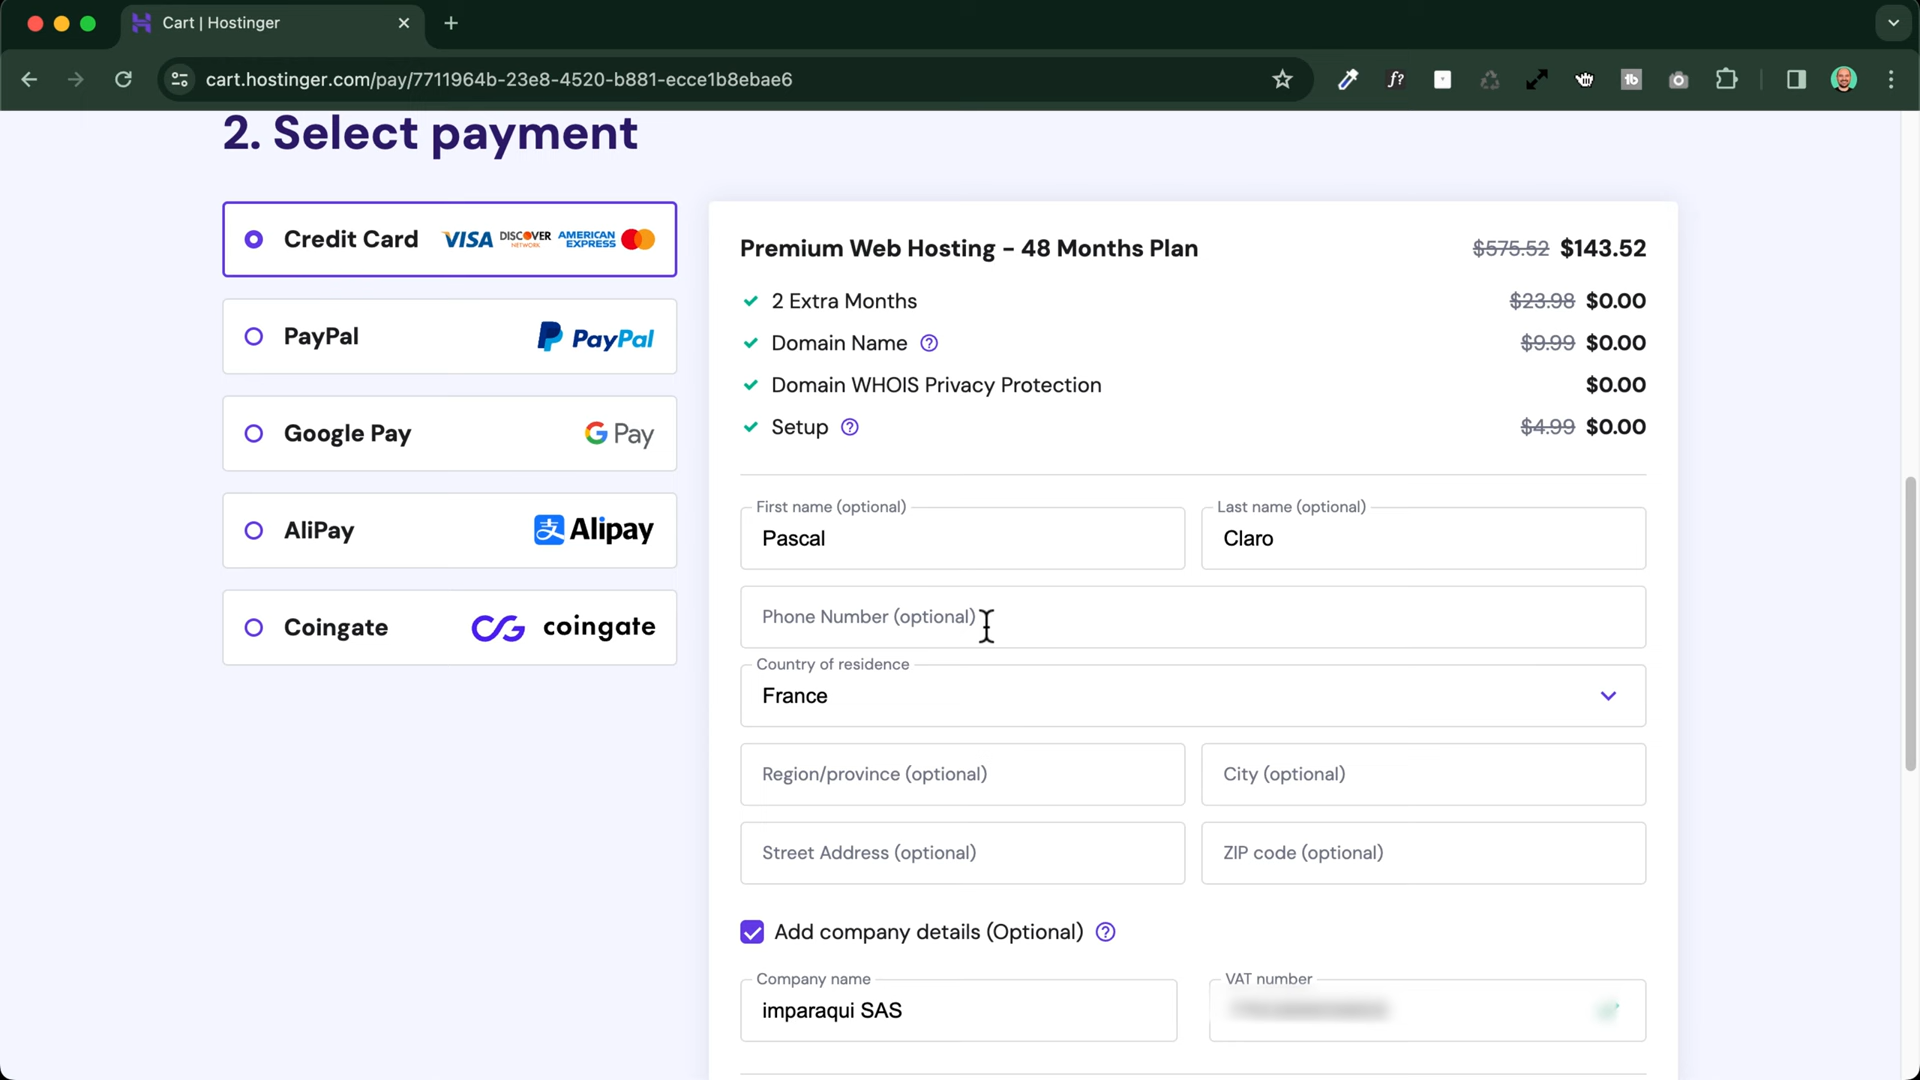 Cart | Hostinger
cart.hostinger.com/pay/7711964b-23e8-4520-b881-ecce1b8ebae6
f?
tb
2. Select payment
Credit Card VISA DISCOVER NETWORK AMERICAN EXPRESS
PayPal PayPal
Google Pay G Pay
AliPay 支 Alipay
Coingate CG coingate
Premium Web Hosting – 48 Months Plan $575.52 $143.52
2 Extra Months $23.98 $0.00
Domain Name ? $9.99 $0.00
Domain WHOIS Privacy Protection $0.00
Setup ? $4.99 $0.00
First name (optional) Last name (optional)
Pascal Claro
Phone Number (optional)
Country of residence
France
Region/province (optional) City (optional)
Street Address (optional) ZIP code (optional)
Add company details (Optional) ?
Company name VAT number
imparaqui SAS